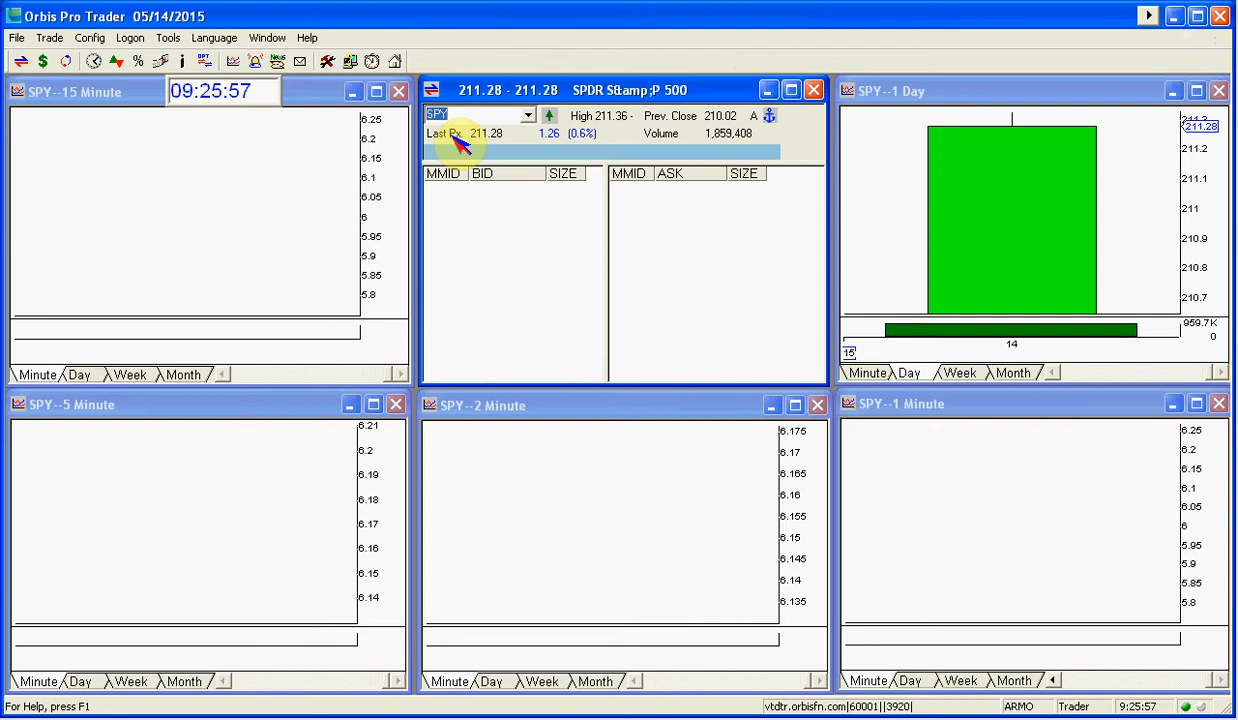 Orbis Pro Trader 05/14/2015
File Trade Config Logon Tools Language Window Help
SPY--15 Minute
09:25:57
6.25
6.2
6.15
6.1
6.05
6
5.95
5.9
5.85
5.8
Minute Day Week Month
211.28 - 211.28 SPDR S&amp;P 500
SPY High 211.36 - Prev. Close 210.02 A
Last Px 211.28 1.26 (0.6%) Volume 1,859,408
MMID BID SIZE MMID ASK SIZE
SPY--1 Day
211.28
211.2
211.1
211
210.9
210.8
210.7
959.7K
0
14
15
Minute Day Week Month
SPY--5 Minute
6.21
6.2
6.19
6.18
6.17
6.16
6.15
6.14
Minute Day Week Month
SPY--2 Minute
6.175
6.17
6.165
6.16
6.155
6.15
6.145
6.14
6.135
Minute Day Week Month
SPY--1 Minute
6.25
6.2
6.15
6.1
6.05
6
5.95
5.9
5.85
5.8
Minute Day Week Month
For Help, press F1 vtdtr.orbisfn.com|60001||3920| ARMO Trader 9:25:57